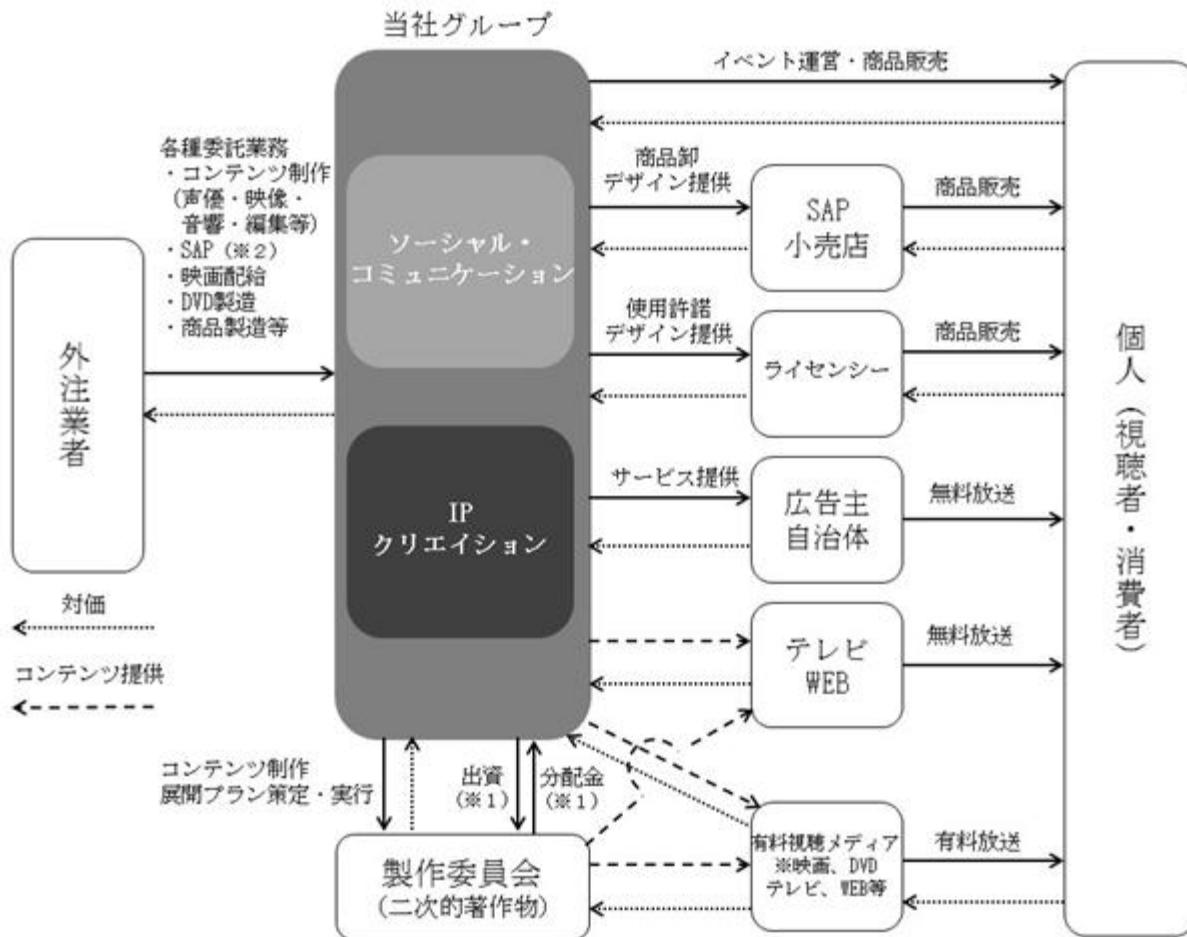 当社グループ
イベント運営・商品販売
各種委託業務
・コンテンツ制作
(声優・映像・
音響・編集等)
・SAP(※2)
・映画配給
・DVD製造
・商品製造等
外注業者
対価
コンテンツ提供
ソーシャル・
コミュニケーション
IP
クリエイション
商品卸
デザイン提供
SAP
小売店
商品販売
使用許諾
デザイン提供
ライセンシー
商品販売
サービス提供
広告主
自治体
無料放送
テレビ
WEB
無料放送
個人(視聴者・消費者)
コンテンツ制作
展開プラン策定・実行
出資
(※1)
分配金
(※1)
製作委員会
(二次的著作物)
有料視聴メディア
※映画、DVD
テレビ、WEB等
有料放送